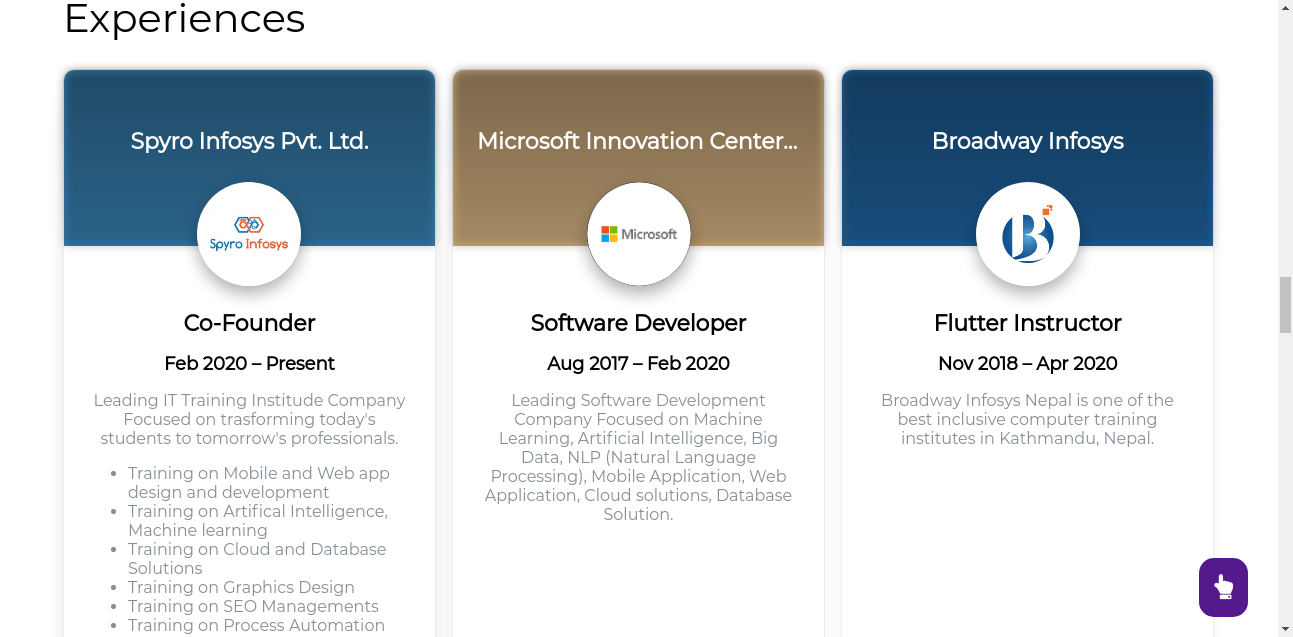 Experiences
Spyro Infosys Pvt. Ltd.
Spyro Infosys
Co-Founder
Feb 2020 – Present
Leading IT Training Institude Company
Focused on trasforming today's
students to tomorrow's professionals.
• Training on Mobile and Web app
design and development
• Training on Artifical Intelligence,
Machine learning
• Training on Cloud and Database
Solutions
• Training on Graphics Design
• Training on SEO Managements
• Training on Process Automation
Microsoft Innovation Center...
Microsoft
Software Developer
Aug 2017 – Feb 2020
Leading Software Development
Company Focused on Machine
Learning, Artificial Intelligence, Big
Data, NLP (Natural Language
Processing), Mobile Application, Web
Application, Cloud solutions, Database
Solution.
Broadway Infosys
B
Flutter Instructor
Nov 2018 – Apr 2020
Broadway Infosys Nepal is one of the
best inclusive computer training
institutes in Kathmandu, Nepal.